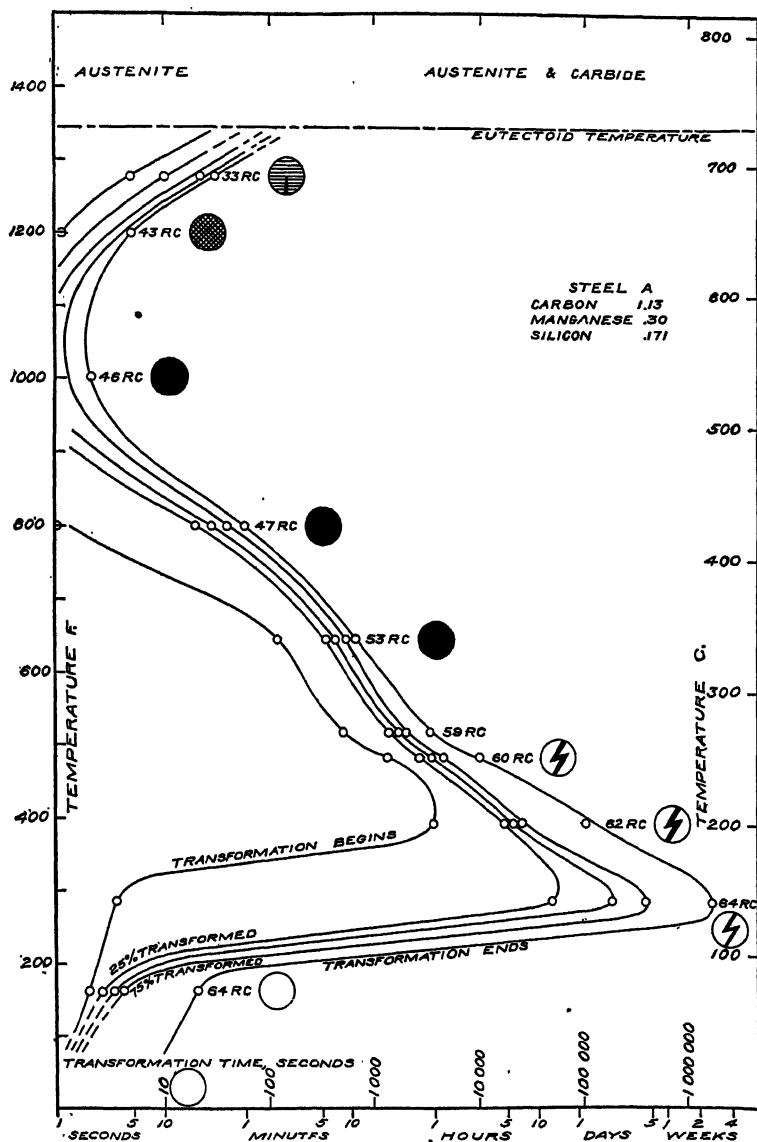 AUSTENITE
AUSTENITE & CARBIDE
EUTECTOID TEMPERATURE
STEEL A
CARBON 1.13
MANGANESE .30
SILICON .171
33 RC
43 RC
46 RC
47 RC
53 RC
59 RC
60 RC
62 RC
64 RC
64 RC
TRANSFORMATION BEGINS
25% TRANSFORMED
75% TRANSFORMED
TRANSFORMATION ENDS
TEMPERATURE F.
1400
1200
1000
800
600
400
200
TEMPERATURE C.
800
700
600
500
400
300
200
100
TRANSFORMATION TIME, SECONDS
10
100
1000
10 000
100 000
1 000 000
1 5 10 1 5 10 1 5 10 1 5 1 2 4
SECONDS MINUTES HOURS DAYS WEEKS